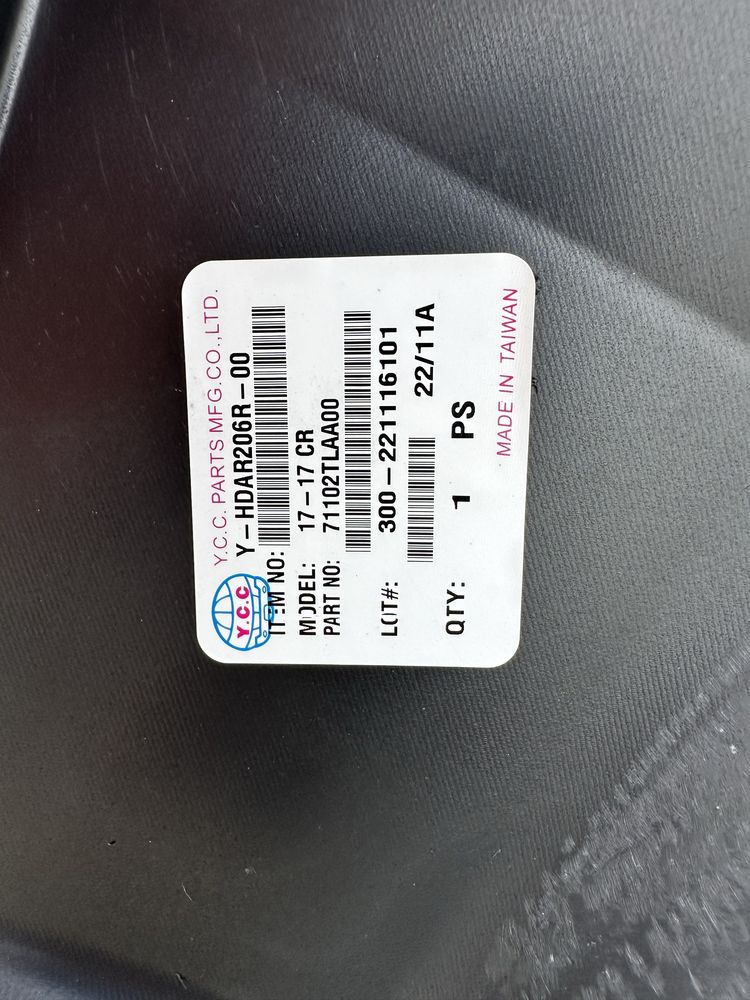 Y.C.C. PARTS MFG.CO.,LTD.
Y.C.C
Y-HDAR206R-00
ITEM NO:
MODEL: 17-17 CR
PART NO: 71102TLAA00
LOT#: 300-221116101
22/11A
QTY: 1 PS
MADE IN TAIWAN